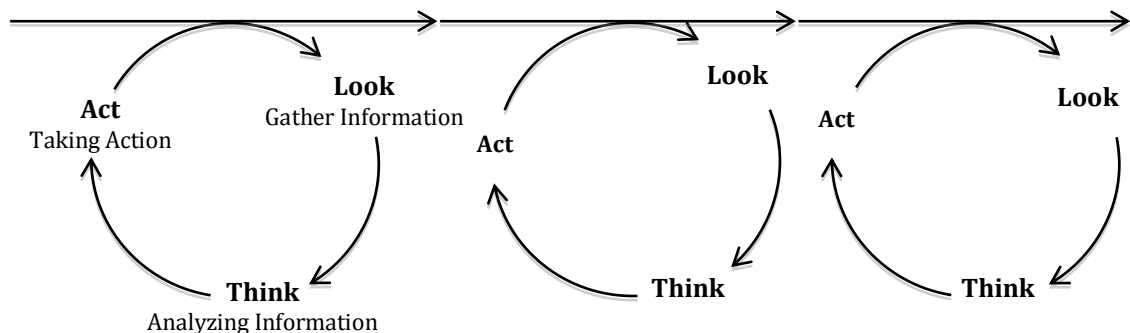 Look
Gather Information
Act
Taking Action
Think
Analyzing Information
Look
Act
Think
Look
Act
Think